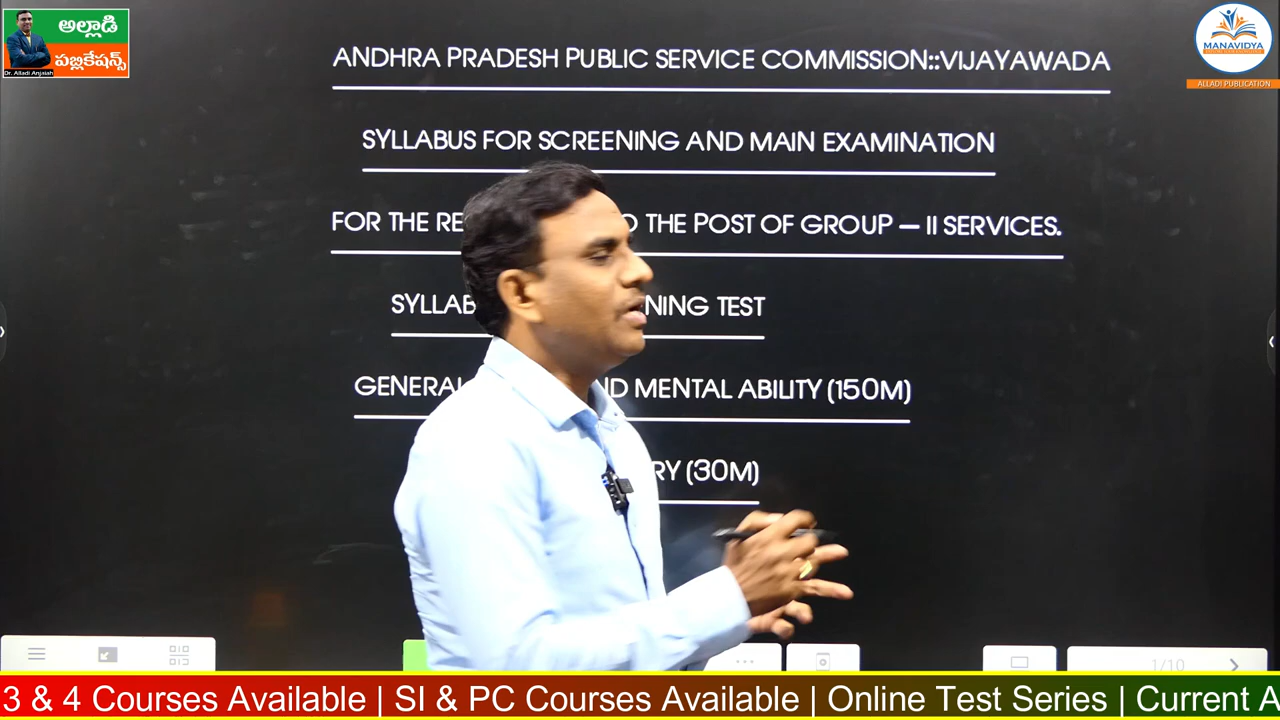 అల్లాడి
పబ్లికేషన్స్
Dr. Alladi Anjaiah
MANAVIDYA
ALLADI PUBLICATION
ANDHRA PRADESH PUBLIC SERVICE COMMISSION::VIJAYAWADA
SYLLABUS FOR SCREENING AND MAIN EXAMINATION
FOR THE RE O THE POST OF GROUP – II SERVICES.
SYLLAB NING TEST
GENERAL ND MENTAL ABILITY (150M)
RY (30M)
1/10
3 & 4 Courses Available | SI & PC Courses Available | Online Test Series | Current A